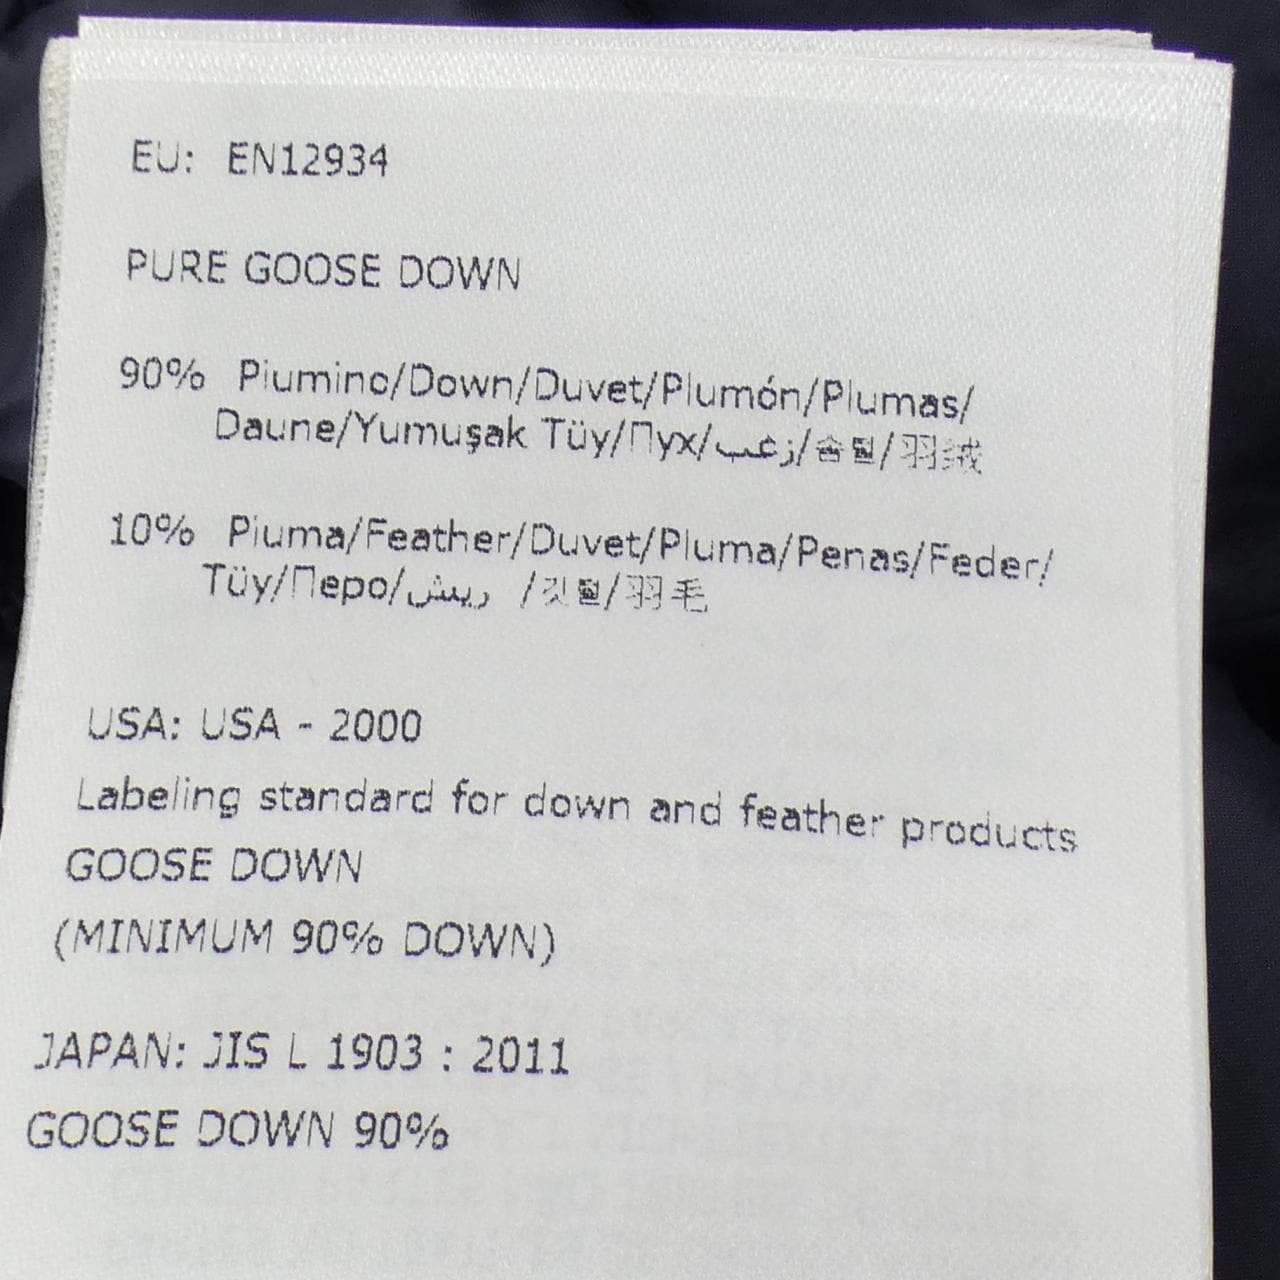 EU: EN12934
PURE GOOSE DOWN
90% Piumino/Down/Duvet/Plumón/Plumas/
Daune/Yumuşak Tüy/Пух/زغب/솜털/羽绒
10% Piuma/Feather/Duvet/Pluma/Penas/Feder/
Tüy/Перо/ريش /깃털/羽毛
USA: USA - 2000
Labeling standard for down and feather products
GOOSE DOWN
(MINIMUM 90% DOWN)
JAPAN: JIS L 1903 : 2011
GOOSE DOWN 90%